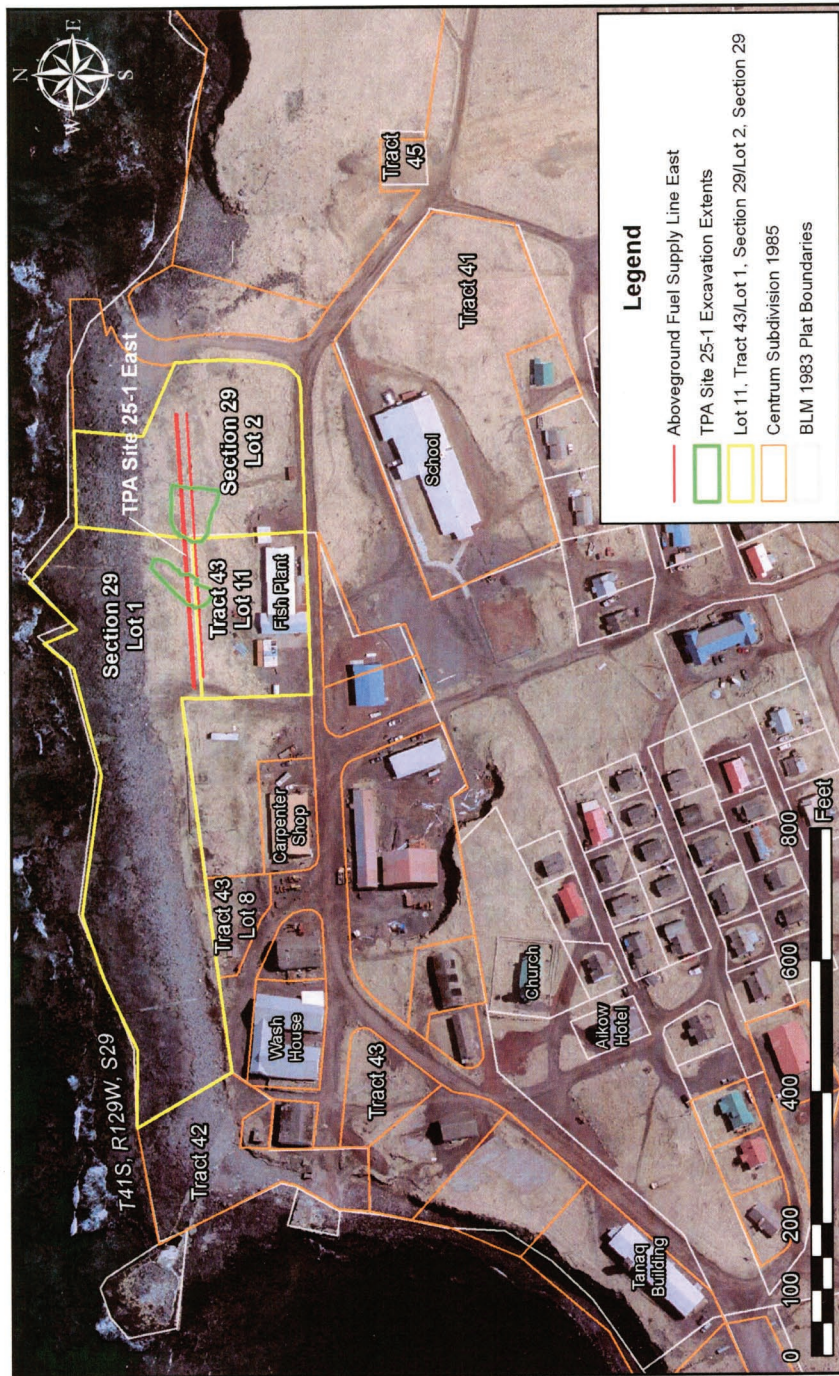 N
W E
S
T41S, R129W, S29
Section 29
Lot 1
TPA Site 25-1 East
Tract 42
Tract 43
Lot 8
Tract 43
Lot 11
Section 29
Lot 2
Tract
45
Wash
House
Carpenter
Shop
Fish Plant
Tract 43
School
Tract 41
Church
Aikow
Hotel
Tanaq
Building
0 100 200 400 600 800
Feet
Legend
Aboveground Fuel Supply Line East
TPA Site 25-1 Excavation Extents
Lot 11, Tract 43/Lot 1, Section 29/Lot 2, Section 29
Centrum Subdivision 1985
BLM 1983 Plat Boundaries